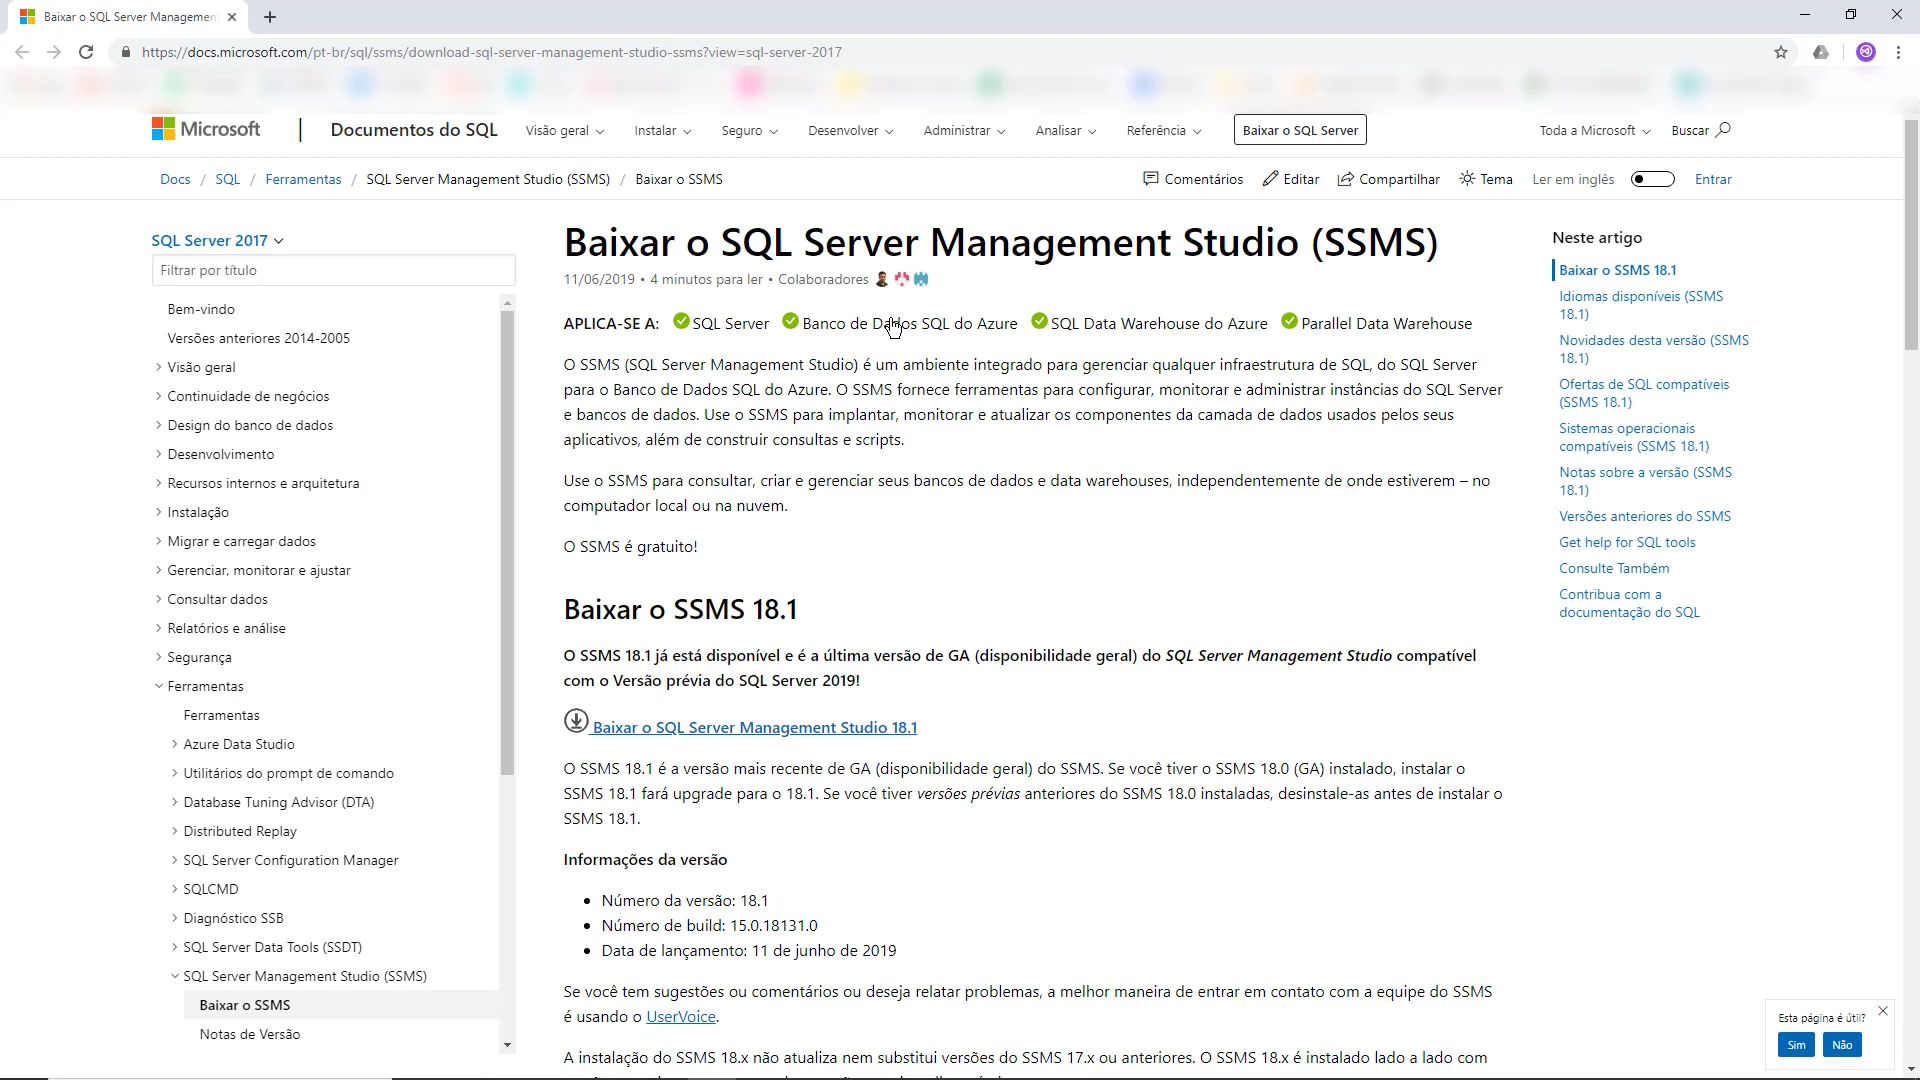 Baixar o SQL Server Managemen
https://docs.microsoft.com/pt-br/sql/ssms/download-sql-server-management-studio-ssms?view=sql-server-2017
Microsoft
Documentos do SQL
Visão geral
Instalar
Seguro
Desenvolver
Administrar
Analisar
Referência
Baixar o SQL Server
Toda a Microsoft
Buscar
Docs / SQL / Ferramentas / SQL Server Management Studio (SSMS) / Baixar o SSMS
Comentários
Editar
Compartilhar
Tema
Ler em inglês
Entrar
SQL Server 2017
Filtrar por título
Bem-vindo
Versões anteriores 2014-2005
Visão geral
Continuidade de negócios
Design do banco de dados
Desenvolvimento
Recursos internos e arquitetura
Instalação
Migrar e carregar dados
Gerenciar, monitorar e ajustar
Consultar dados
Relatórios e análise
Segurança
Ferramentas
Ferramentas
Azure Data Studio
Utilitários do prompt de comando
Database Tuning Advisor (DTA)
Distributed Replay
SQL Server Configuration Manager
SQLCMD
Diagnóstico SSB
SQL Server Data Tools (SSDT)
SQL Server Management Studio (SSMS)
Baixar o SSMS
Notas de Versão
Baixar o SQL Server Management Studio (SSMS)
11/06/2019 • 4 minutos para ler • Colaboradores
APLICA-SE A: SQL Server Banco de Dados SQL do Azure SQL Data Warehouse do Azure Parallel Data Warehouse
O SSMS (SQL Server Management Studio) é um ambiente integrado para gerenciar qualquer infraestrutura de SQL, do SQL Server
para o Banco de Dados SQL do Azure. O SSMS fornece ferramentas para configurar, monitorar e administrar instâncias do SQL Server
e bancos de dados. Use o SSMS para implantar, monitorar e atualizar os componentes da camada de dados usados pelos seus
aplicativos, além de construir consultas e scripts.
Use o SSMS para consultar, criar e gerenciar seus bancos de dados e data warehouses, independentemente de onde estiverem – no
computador local ou na nuvem.
O SSMS é gratuito!
Baixar o SSMS 18.1
O SSMS 18.1 já está disponível e é a última versão de GA (disponibilidade geral) do SQL Server Management Studio compatível
com o Versão prévia do SQL Server 2019!
Baixar o SQL Server Management Studio 18.1
O SSMS 18.1 é a versão mais recente de GA (disponibilidade geral) do SSMS. Se você tiver o SSMS 18.0 (GA) instalado, instalar o
SSMS 18.1 fará upgrade para o 18.1. Se você tiver versões prévias anteriores do SSMS 18.0 instaladas, desinstale-as antes de instalar o
SSMS 18.1.
Informações da versão
• Número da versão: 18.1
• Número de build: 15.0.18131.0
• Data de lançamento: 11 de junho de 2019
Se você tem sugestões ou comentários ou deseja relatar problemas, a melhor maneira de entrar em contato com a equipe do SSMS
é usando o UserVoice.
A instalação do SSMS 18.x não atualiza nem substitui versões do SSMS 17.x ou anteriores. O SSMS 18.x é instalado lado a lado com
Neste artigo
Baixar o SSMS 18.1
Idiomas disponíveis (SSMS
18.1)
Novidades desta versão (SSMS
18.1)
Ofertas de SQL compatíveis
(SSMS 18.1)
Sistemas operacionais
compatíveis (SSMS 18.1)
Notas sobre a versão (SSMS
18.1)
Versões anteriores do SSMS
Get help for SQL tools
Consulte Também
Contribua com a
documentação do SQL
Esta página é útil?
Sim
Não